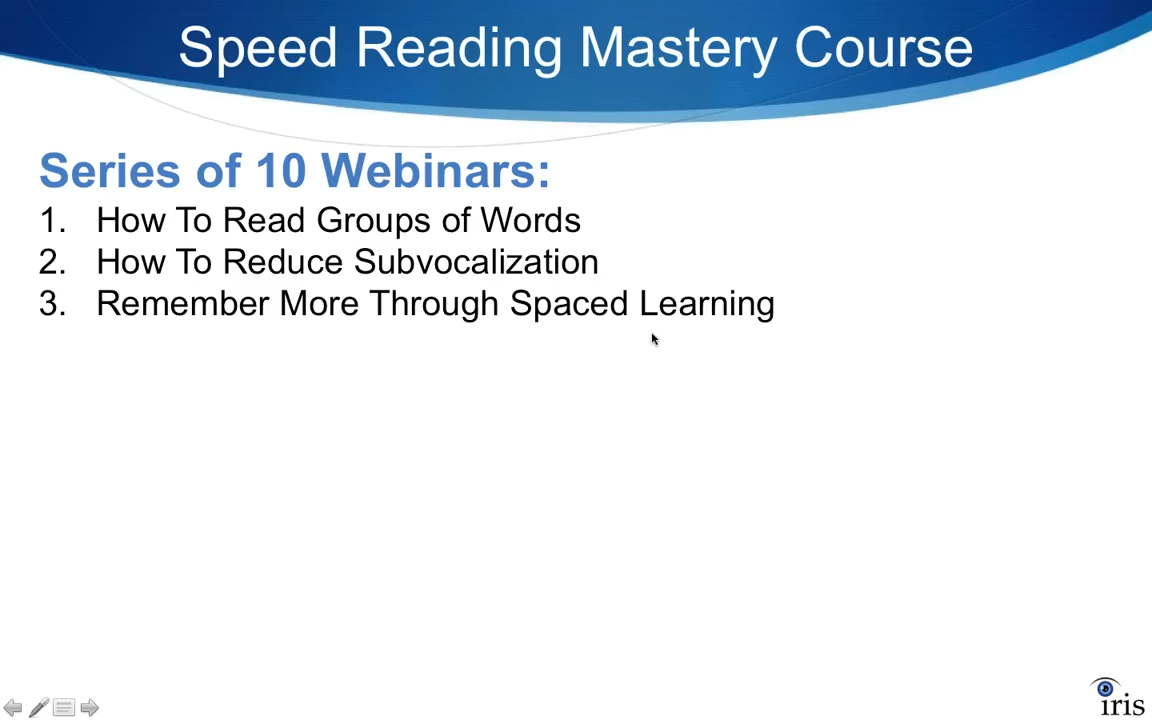 Speed Reading Mastery Course
Series of 10 Webinars:
1. How To Read Groups of Words
2. How To Reduce Subvocalization
3. Remember More Through Spaced Learning
iris